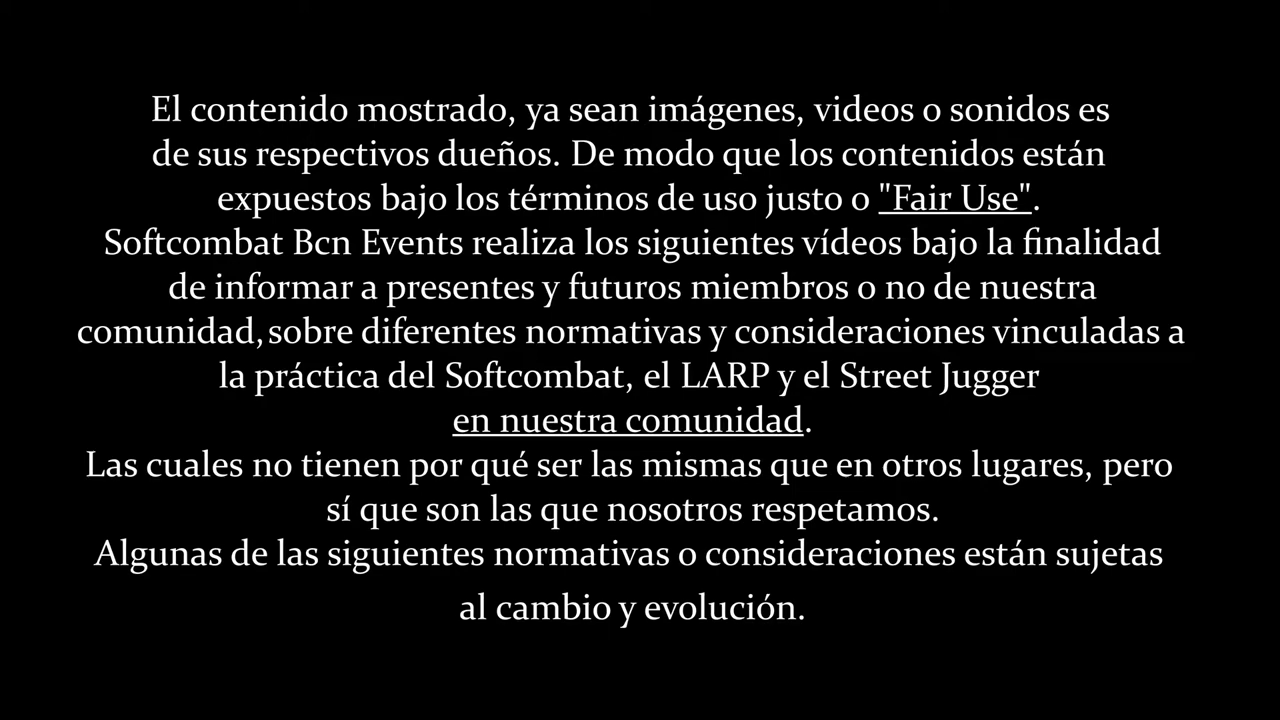 El contenido mostrado, ya sean imágenes, videos o sonidos es
de sus respectivos dueños. De modo que los contenidos están
expuestos bajo los términos de uso justo o "Fair Use".
Softcombat Bcn Events realiza los siguientes vídeos bajo la finalidad
de informar a presentes y futuros miembros o no de nuestra
comunidad, sobre diferentes normativas y consideraciones vinculadas a
la práctica del Softcombat, el LARP y el Street Jugger
en nuestra comunidad.
Las cuales no tienen por qué ser las mismas que en otros lugares, pero
sí que son las que nosotros respetamos.
Algunas de las siguientes normativas o consideraciones están sujetas
al cambio y evolución.